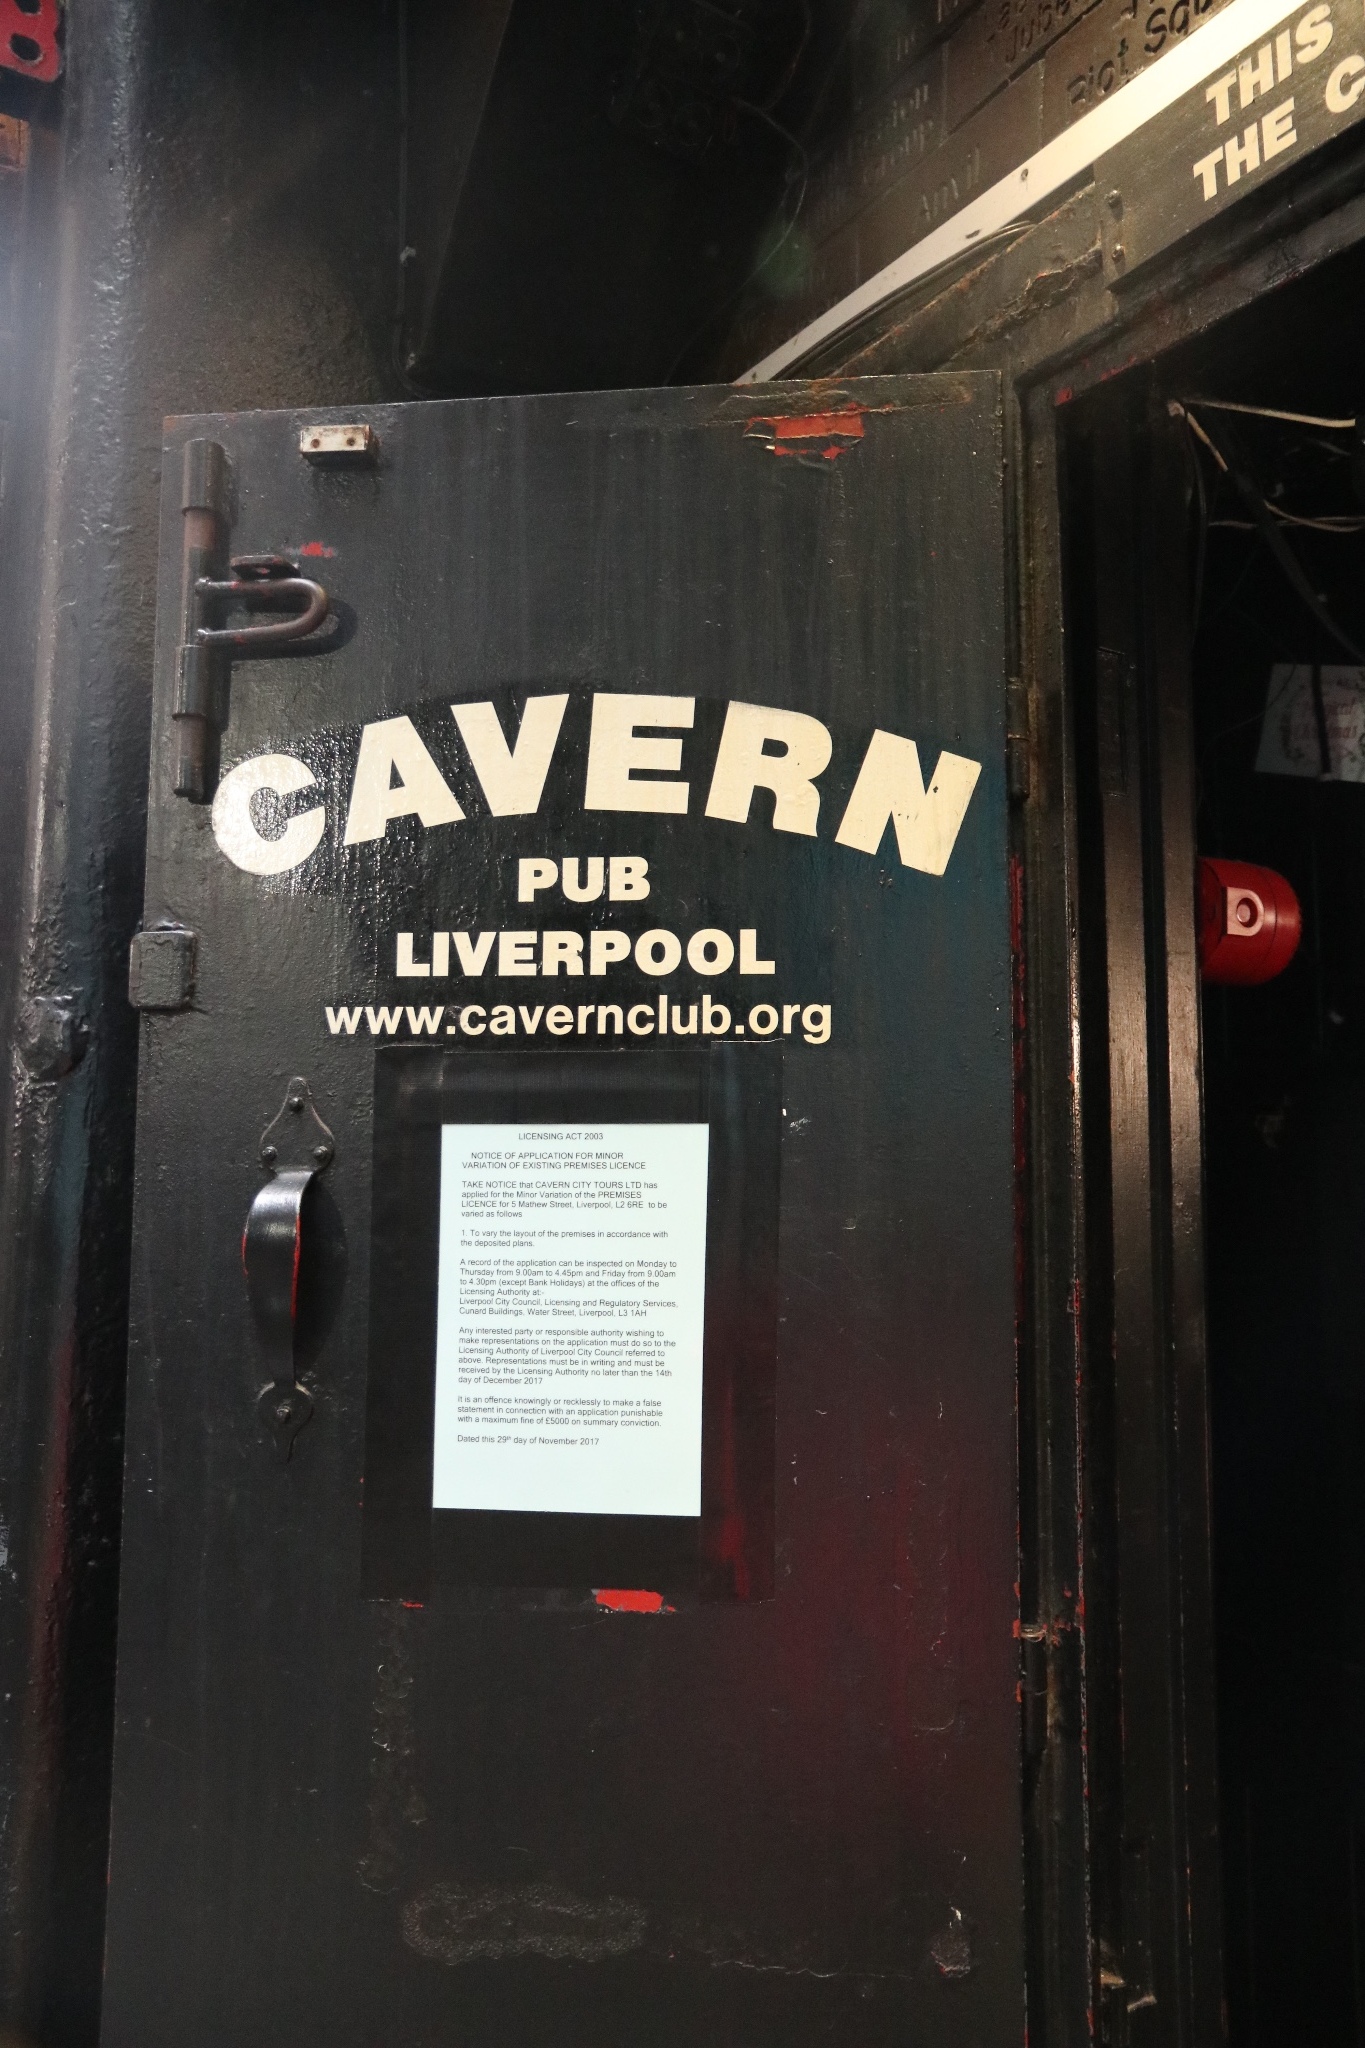 Riot
THIS
THE C
CAVERN
PUB
LIVERPOOL
www.cavernclub.org
LICENSING ACT 2003
NOTICE OF APPLICATION FOR MINOR
VARIATION OF EXISTING PREMISES LICENCE
TAKE NOTICE that CAVERN CITY TOURS LTD has
applied for the Minor Variation of the PREMISES
LICENCE for 5 Mathew Street, Liverpool, L2 6RE to be
varied as follows
1. To vary the layout of the premises in accordance with
the deposited plans.
A record of the application can be inspected on Monday to
Thursday from 9.00am to 4.45pm and Friday from 9.00am
to 4.30pm (except Bank Holidays) at the offices of the
Licensing Authority at:-
Liverpool City Council, Licensing and Regulatory Services,
Cunard Buildings, Water Street, Liverpool, L3 1AH
Any interested party or responsible authority wishing to
make representations on the application must do so to the
Licensing Authority of Liverpool City Council referred to
above. Representations must be in writing and must be
received by the Licensing Authority no later than the 14th
day of December 2017
It is an offence knowingly or recklessly to make a false
statement in connection with an application punishable
with a maximum fine of £5000 on summary conviction.
Dated this 29th day of November 2017